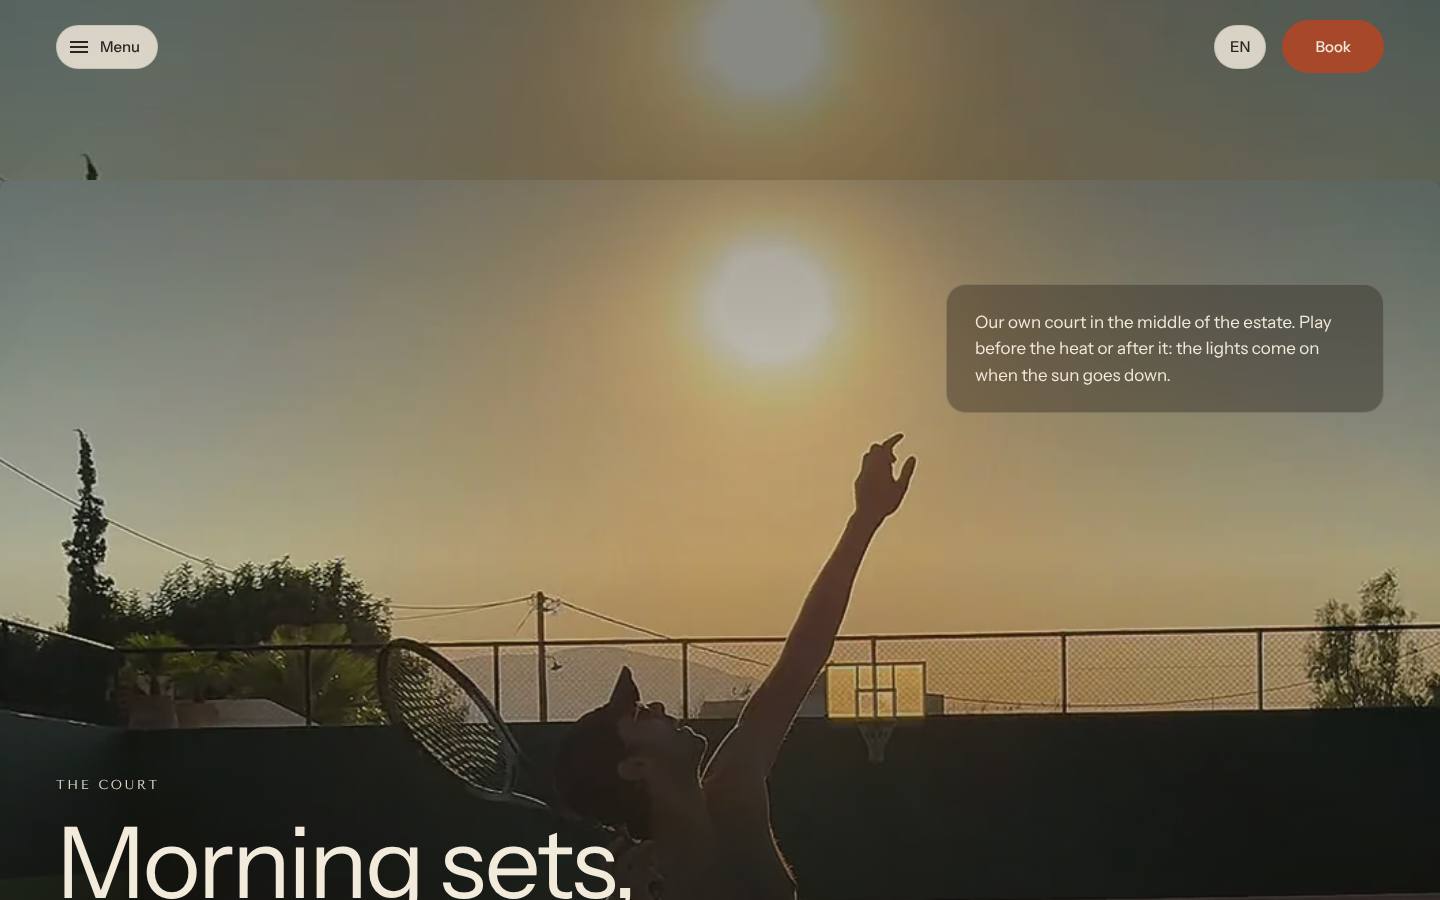 Menu
EN
Book
Our own court in the middle of the estate. Play
before the heat or after it: the lights come on
when the sun goes down.
THE COURT
Morning sets,